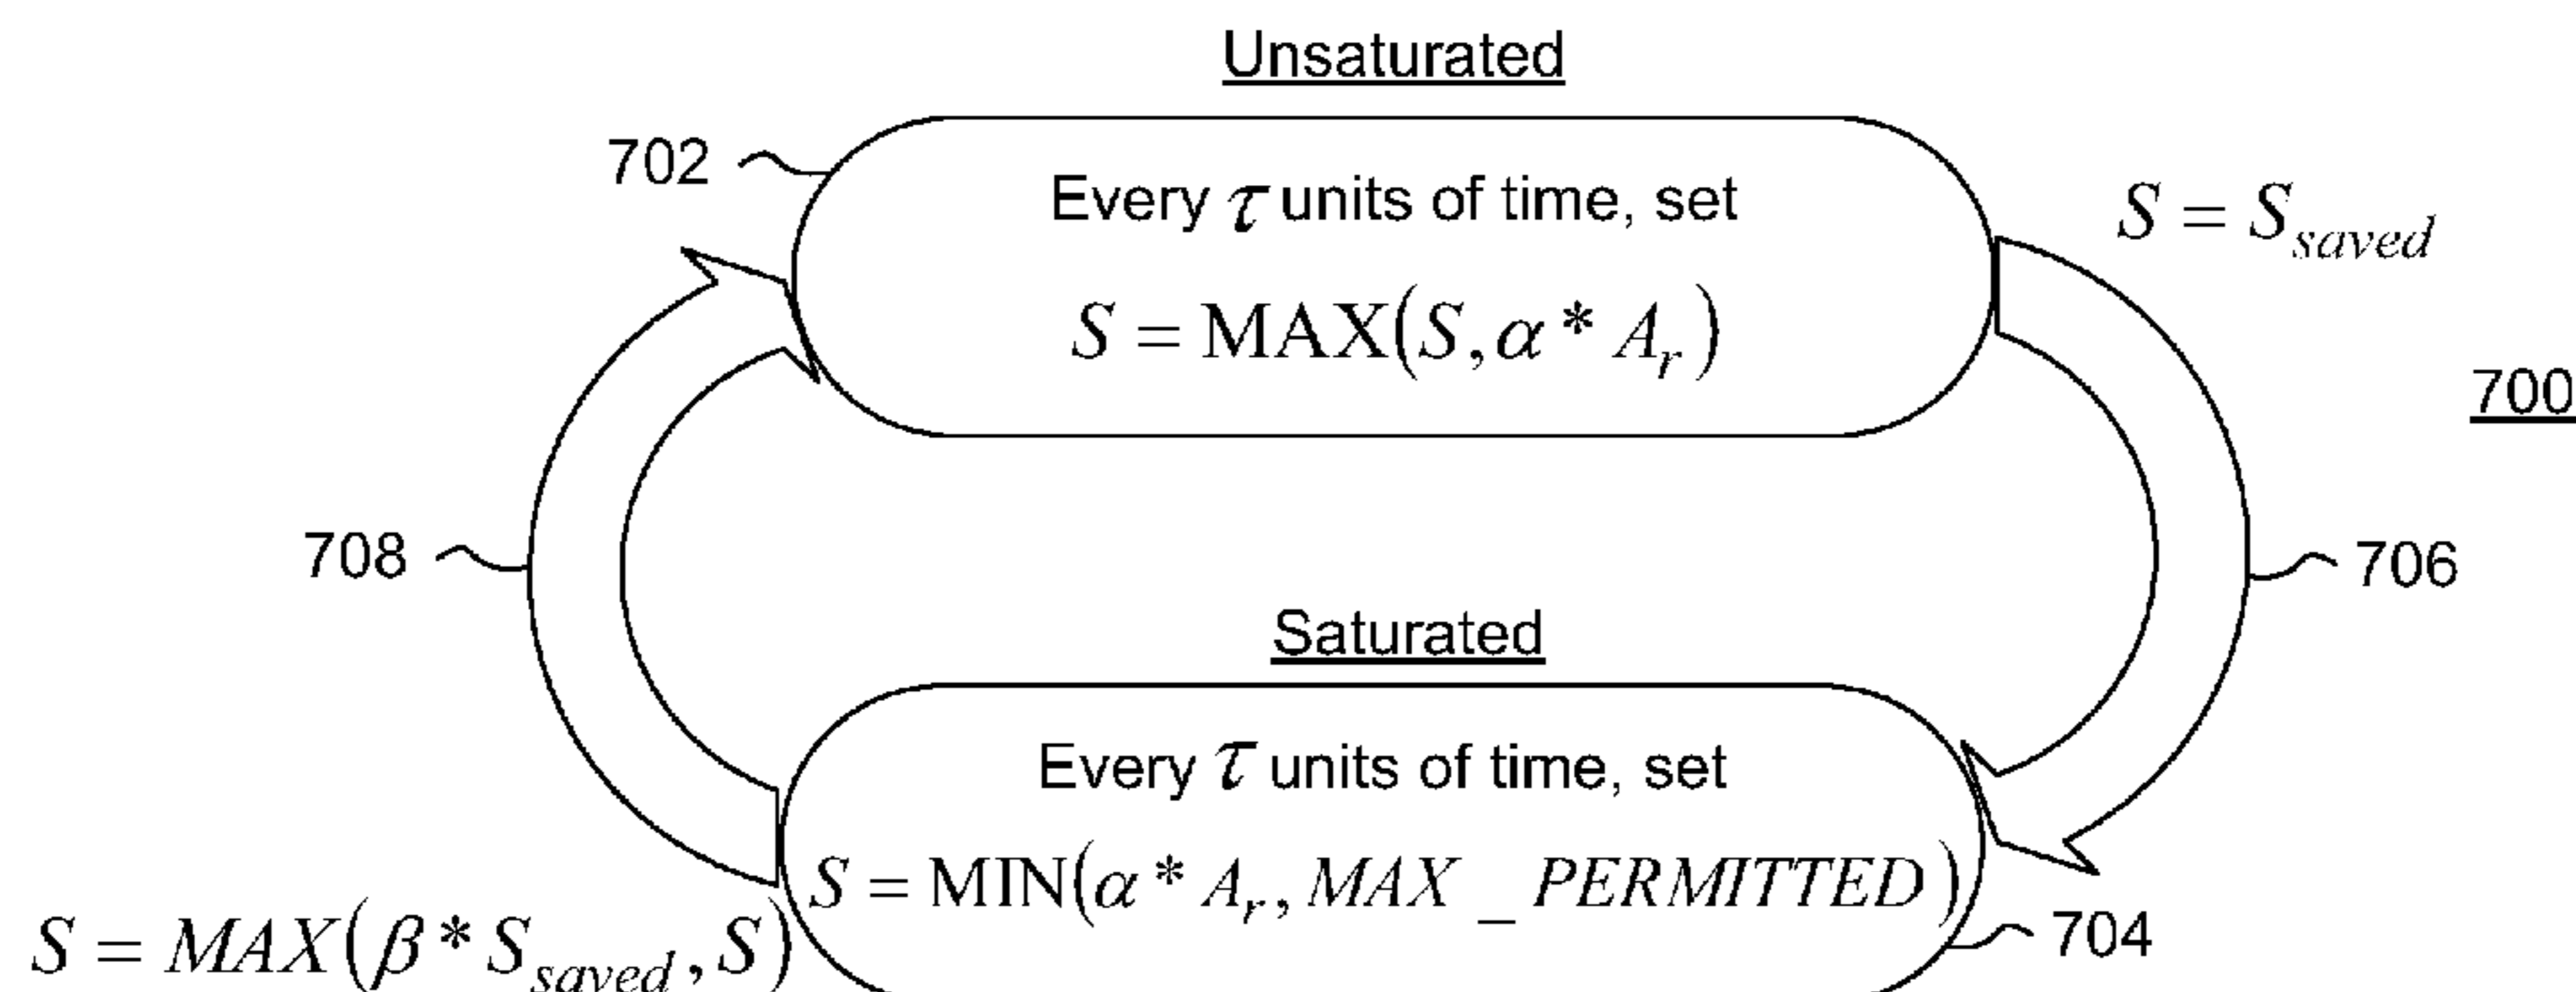 Unsaturated
702
Every τ units of time, set
S = S_saved
S = MAX(S, α * A_r)
700
708
706
Saturated
Every τ units of time, set
S = MIN(α * A_r, MAX_PERMITTED)
S = MAX(β * S_saved, S)
704